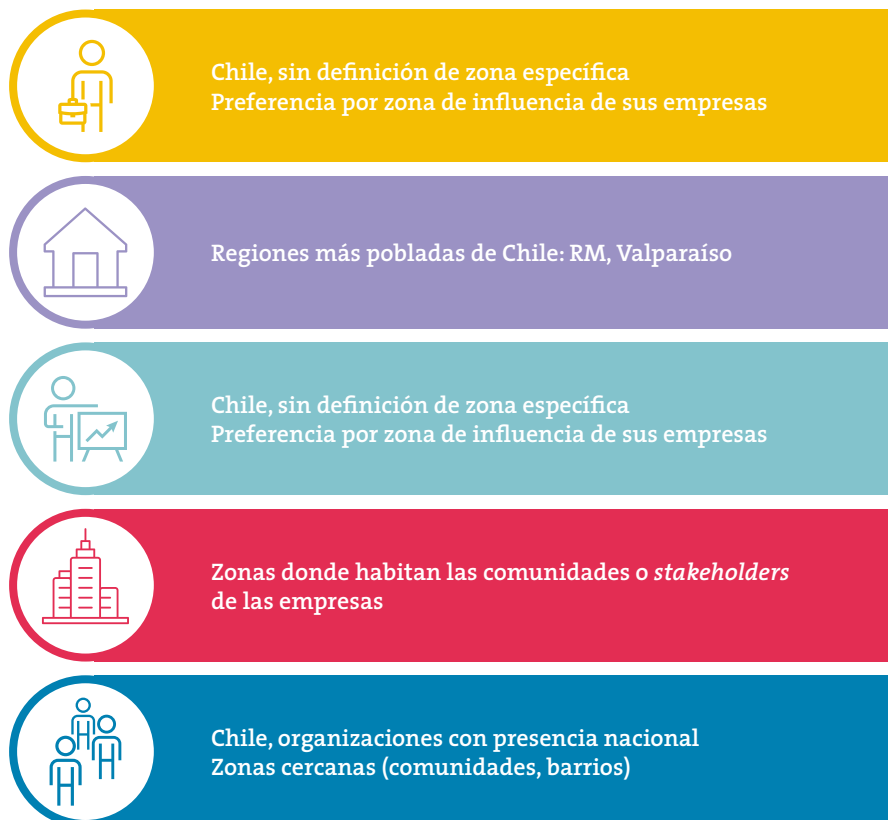 Chile, sin definición de zona específica
Preferencia por zona de influencia de sus empresas
Regiones más pobladas de Chile: RM, Valparaíso
Chile, sin definición de zona específica
Preferencia por zona de influencia de sus empresas
Zonas donde habitan las comunidades o stakeholders
de las empresas
Chile, organizaciones con presencia nacional
Zonas cercanas (comunidades, barrios)